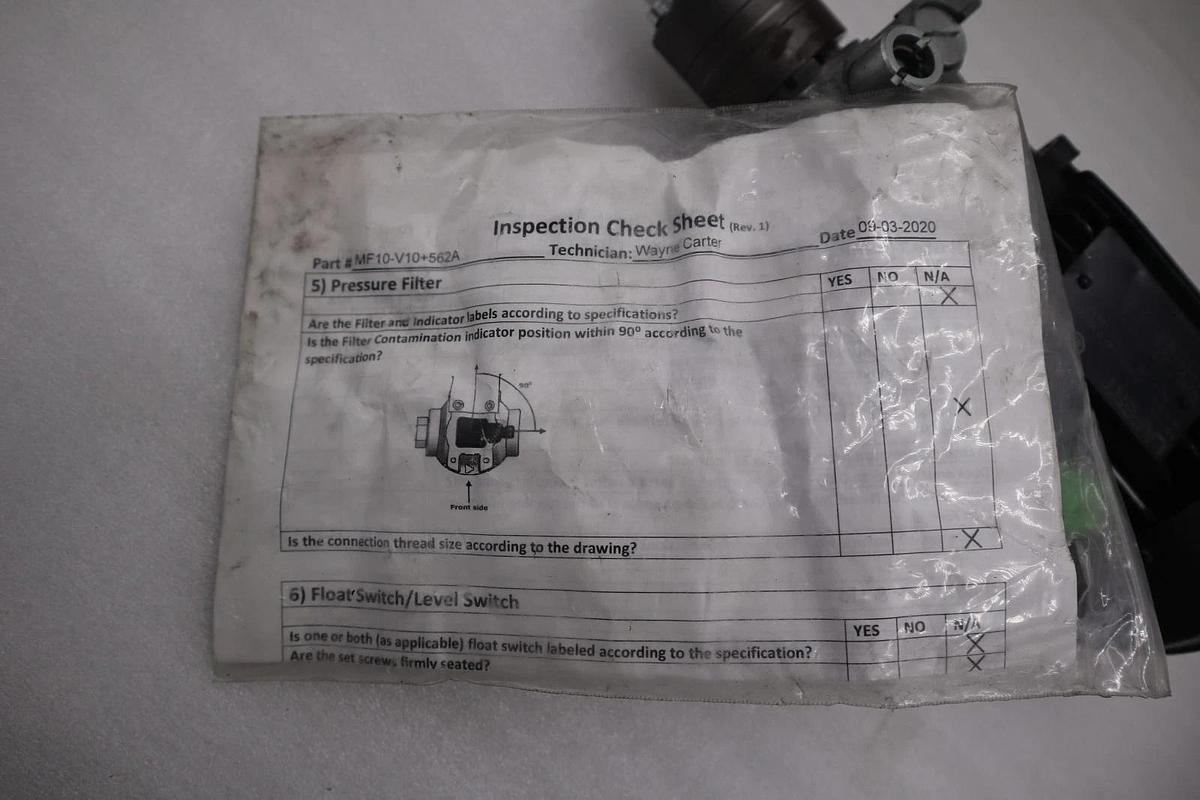 Inspection Check Sheet (Rev. 1)
Part # MF10-V10+562A Technician: Wayne Carter Date 09-03-2020
5) Pressure Filter YES NO N/A
Are the Filter and Indicator labels according to specifications? X
Is the Filter Contamination indicator position within 90° according to the
specification? X
90°
Front side
Is the connection thread size according to the drawing? X
6) Float Switch/Level Switch YES NO N/A
Is one or both (as applicable) float switch labeled according to the specification? X
Are the set screws firmly seated? X